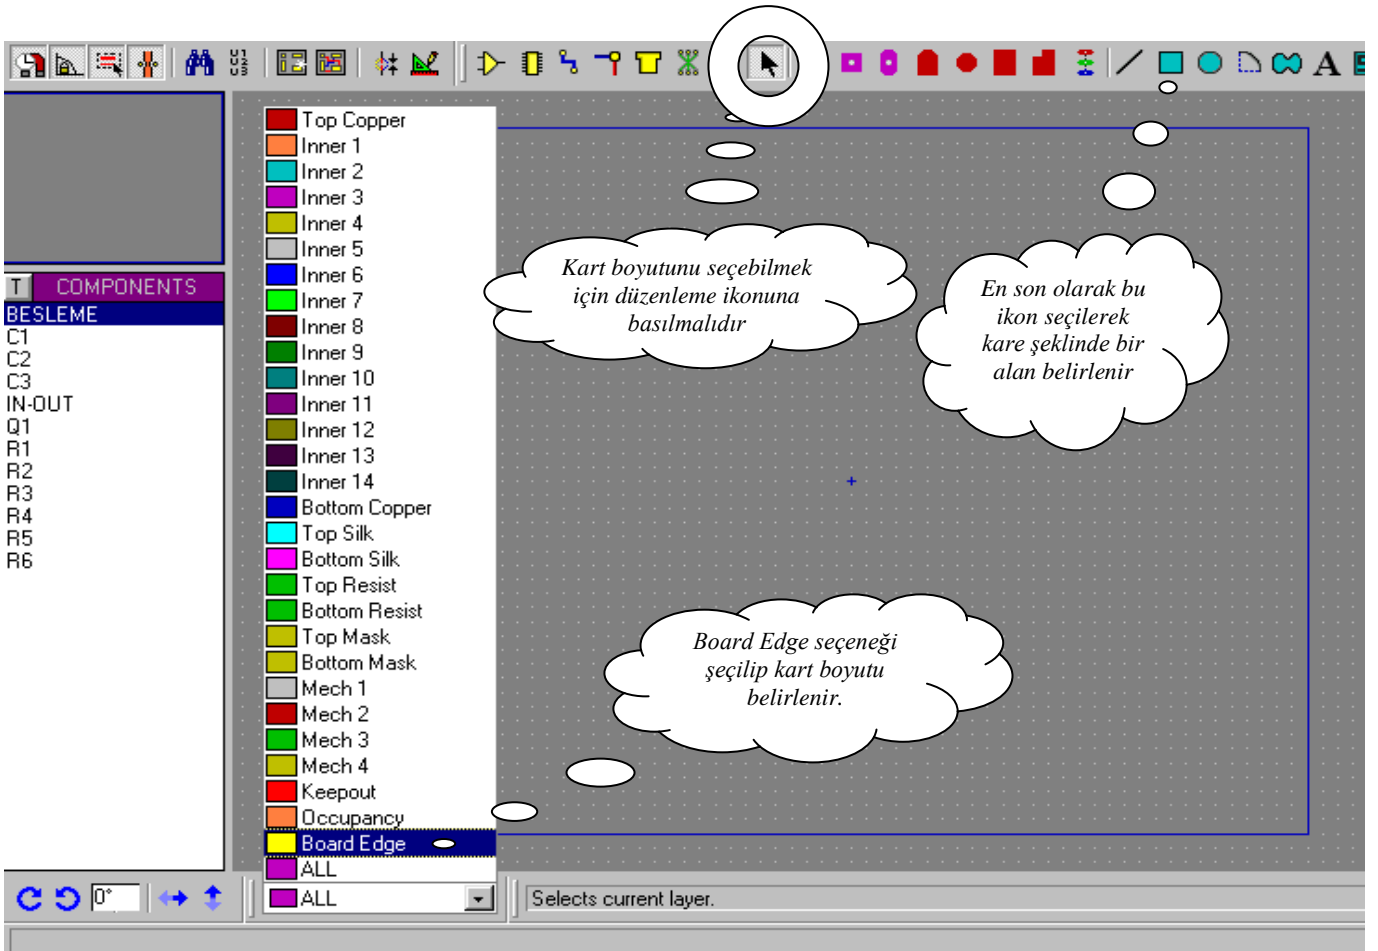 U1
U3
A
Top Copper
Inner 1
Inner 2
Inner 3
Inner 4
Inner 5
Inner 6
Inner 7
Inner 8
Inner 9
Inner 10
Inner 11
Inner 12
Inner 13
Inner 14
Bottom Copper
Top Silk
Bottom Silk
Top Resist
Bottom Resist
Top Mask
Bottom Mask
Mech 1
Mech 2
Mech 3
Mech 4
Keepout
Occupancy
Board Edge
ALL
ALL
T COMPONENTS
BESLEME
C1
C2
C3
IN-OUT
Q1
R1
R2
R3
R4
R5
R6
Kart boyutunu seçebilmek
için düzenleme ikonuna
basılmalıdır
En son olarak bu
ikon seçilerek
kare şeklinde bir
alan belirlenir
Board Edge seçeneği
şeçilip kart boyutu
belirlenir.
0°
Selects current layer.